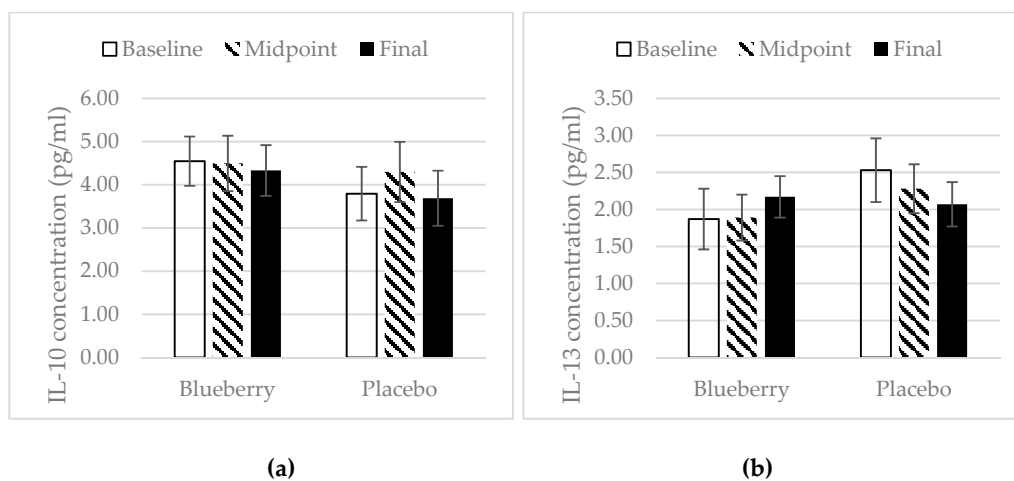 Baseline Midpoint Final
IL-10 concentration (pg/ml)
6.00
5.00
4.00
3.00
2.00
1.00
0.00
Blueberry Placebo
(a)
Baseline Midpoint Final
IL-13 concentration (pg/ml)
3.50
3.00
2.50
2.00
1.50
1.00
0.50
0.00
Blueberry Placebo
(b)